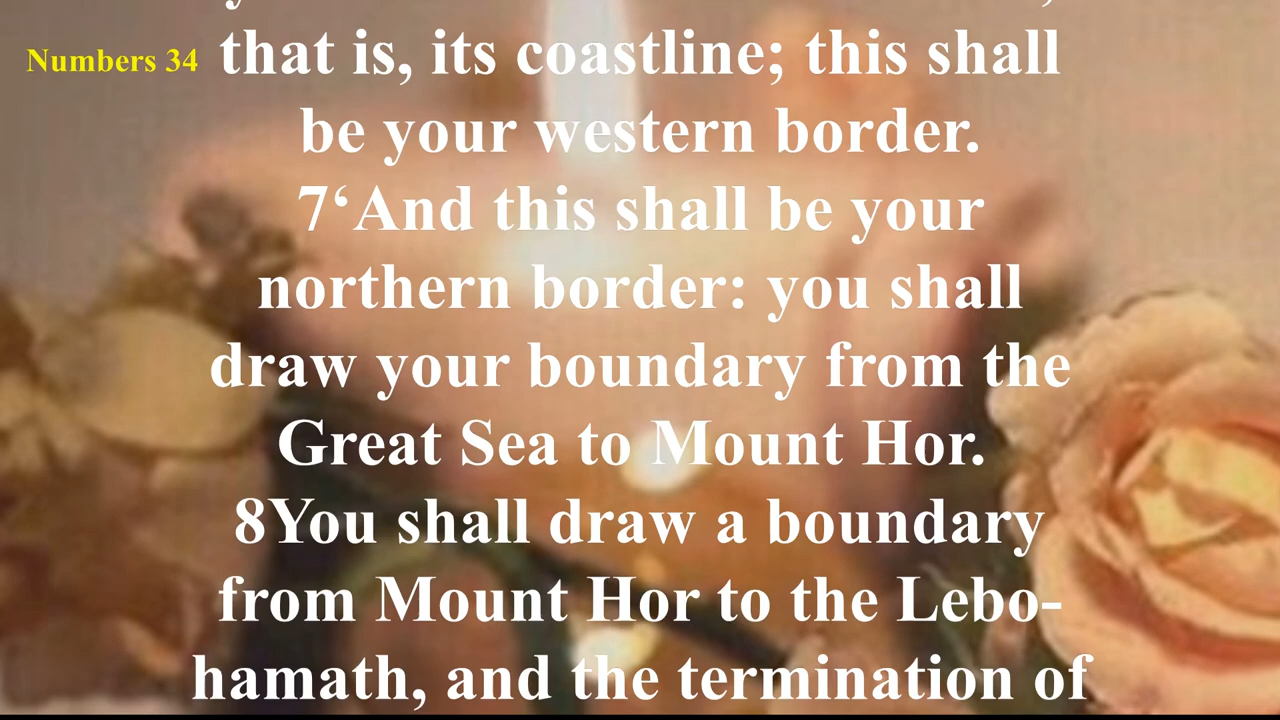 Numbers 34
that is, its coastline; this shall
be your western border.
7‘And this shall be your
northern border: you shall
draw your boundary from the
Great Sea to Mount Hor.
8You shall draw a boundary
from Mount Hor to the Lebo-
hamath, and the termination of